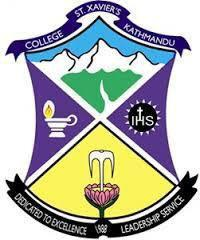 COLLEGE ST. XAVIER'S KATHMANDU
IHS
DEDICATED TO EXCELLENCE 1988 LEADERSHIP SERVICE